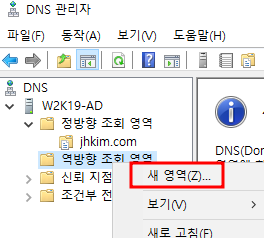 DNS 관리자
파일(F) 동작(A) 보기(V) 도움말(H)
DNS
W2K19-AD
정방향 조회 영역
jhkim.com
역방향 조회 영역
신뢰 지점
조건부 전
새 영역(Z)...
보기(V)
새로 고침(F)
DNS
DNS(Dor